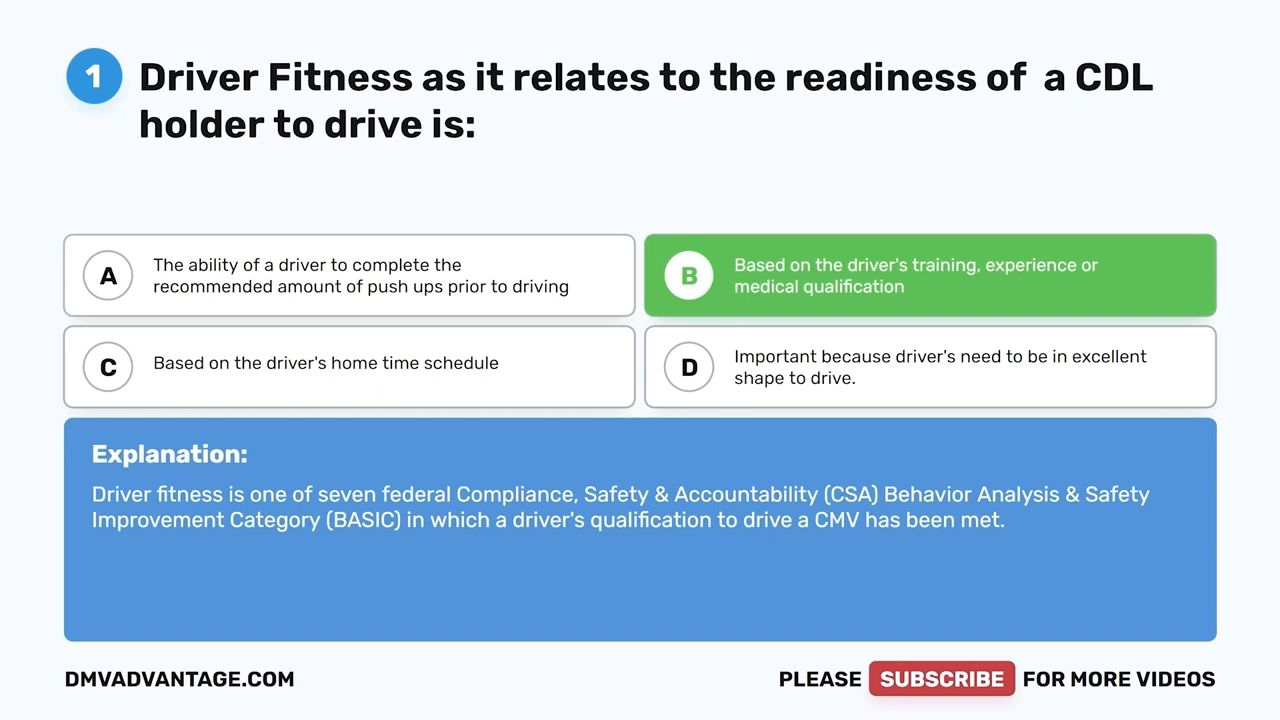 1
Driver Fitness as it relates to the readiness of a CDL
holder to drive is:
A
The ability of a driver to complete the
recommended amount of push ups prior to driving
B
Based on the driver's training, experience or
medical qualification
C
Based on the driver's home time schedule
D
Important because driver's need to be in excellent
shape to drive.
Explanation:
Driver fitness is one of seven federal Compliance, Safety & Accountability (CSA) Behavior Analysis & Safety
Improvement Category (BASIC) in which a driver's qualification to drive a CMV has been met.
DMVADVANTAGE.COM
PLEASE SUBSCRIBE FOR MORE VIDEOS